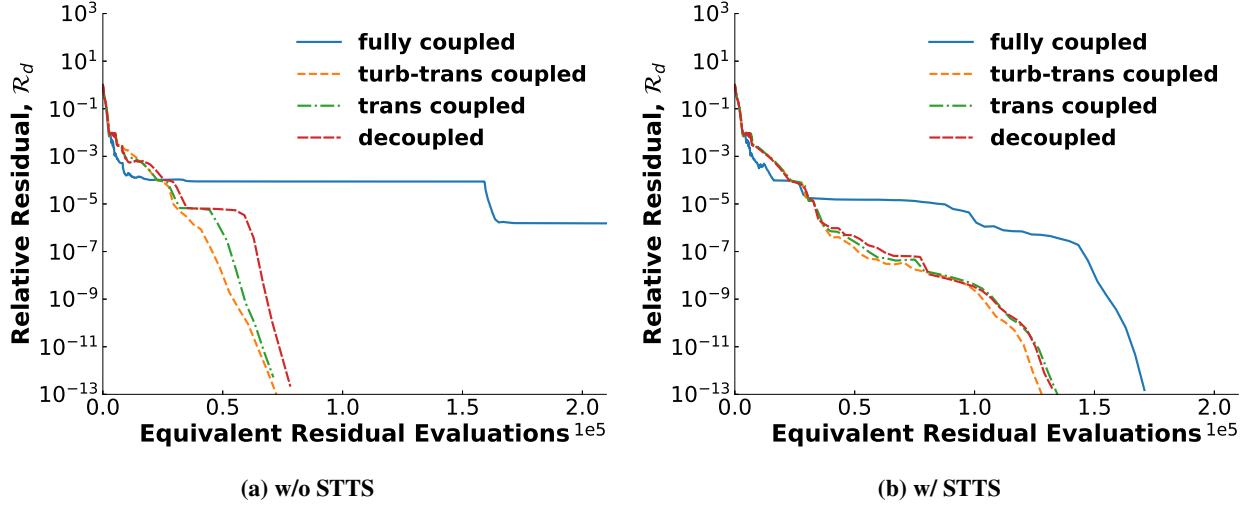 10^3
10^1
10^-1
10^-3
10^-5
10^-7
10^-9
10^-11
10^-13
Relative Residual, R_d
fully coupled
turb-trans coupled
trans coupled
decoupled
0.0 0.5 1.0 1.5 2.0
Equivalent Residual Evaluations 1e5
(a) w/o STTS
10^3
10^1
10^-1
10^-3
10^-5
10^-7
10^-9
10^-11
10^-13
Relative Residual, R_d
fully coupled
turb-trans coupled
trans coupled
decoupled
0.0 0.5 1.0 1.5 2.0
Equivalent Residual Evaluations 1e5
(b) w/ STTS